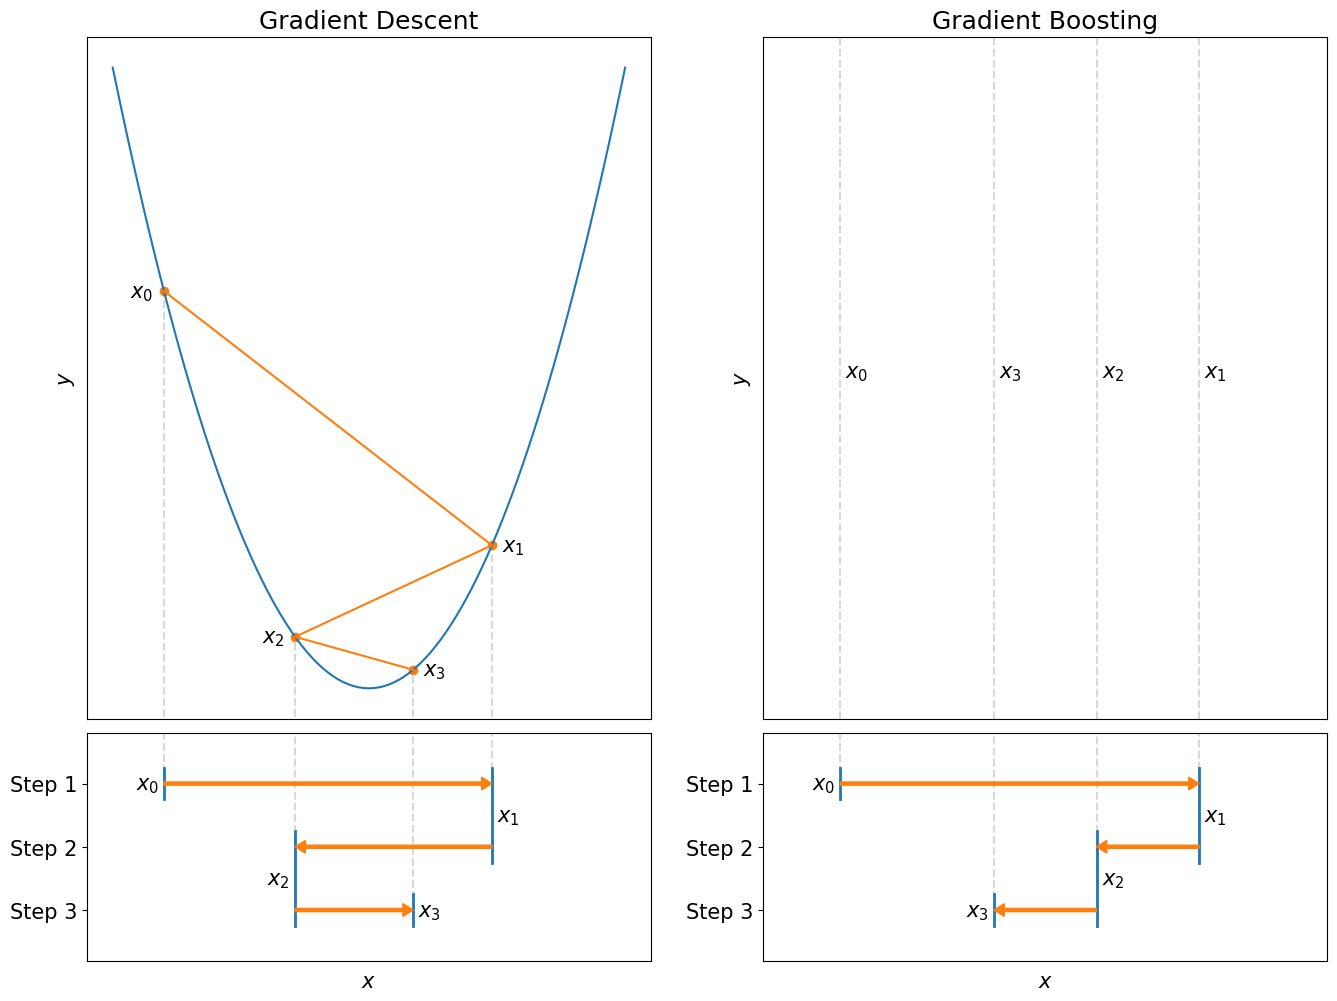 Gradient Descent
Gradient Boosting
y
x₀
x₁
x₂
x₃
y
x₀
x₃
x₂
x₁
Step 1
x₀
x₁
Step 2
x₂
Step 3
x₃
x
Step 1
x₀
x₁
Step 2
x₂
Step 3
x₃
x